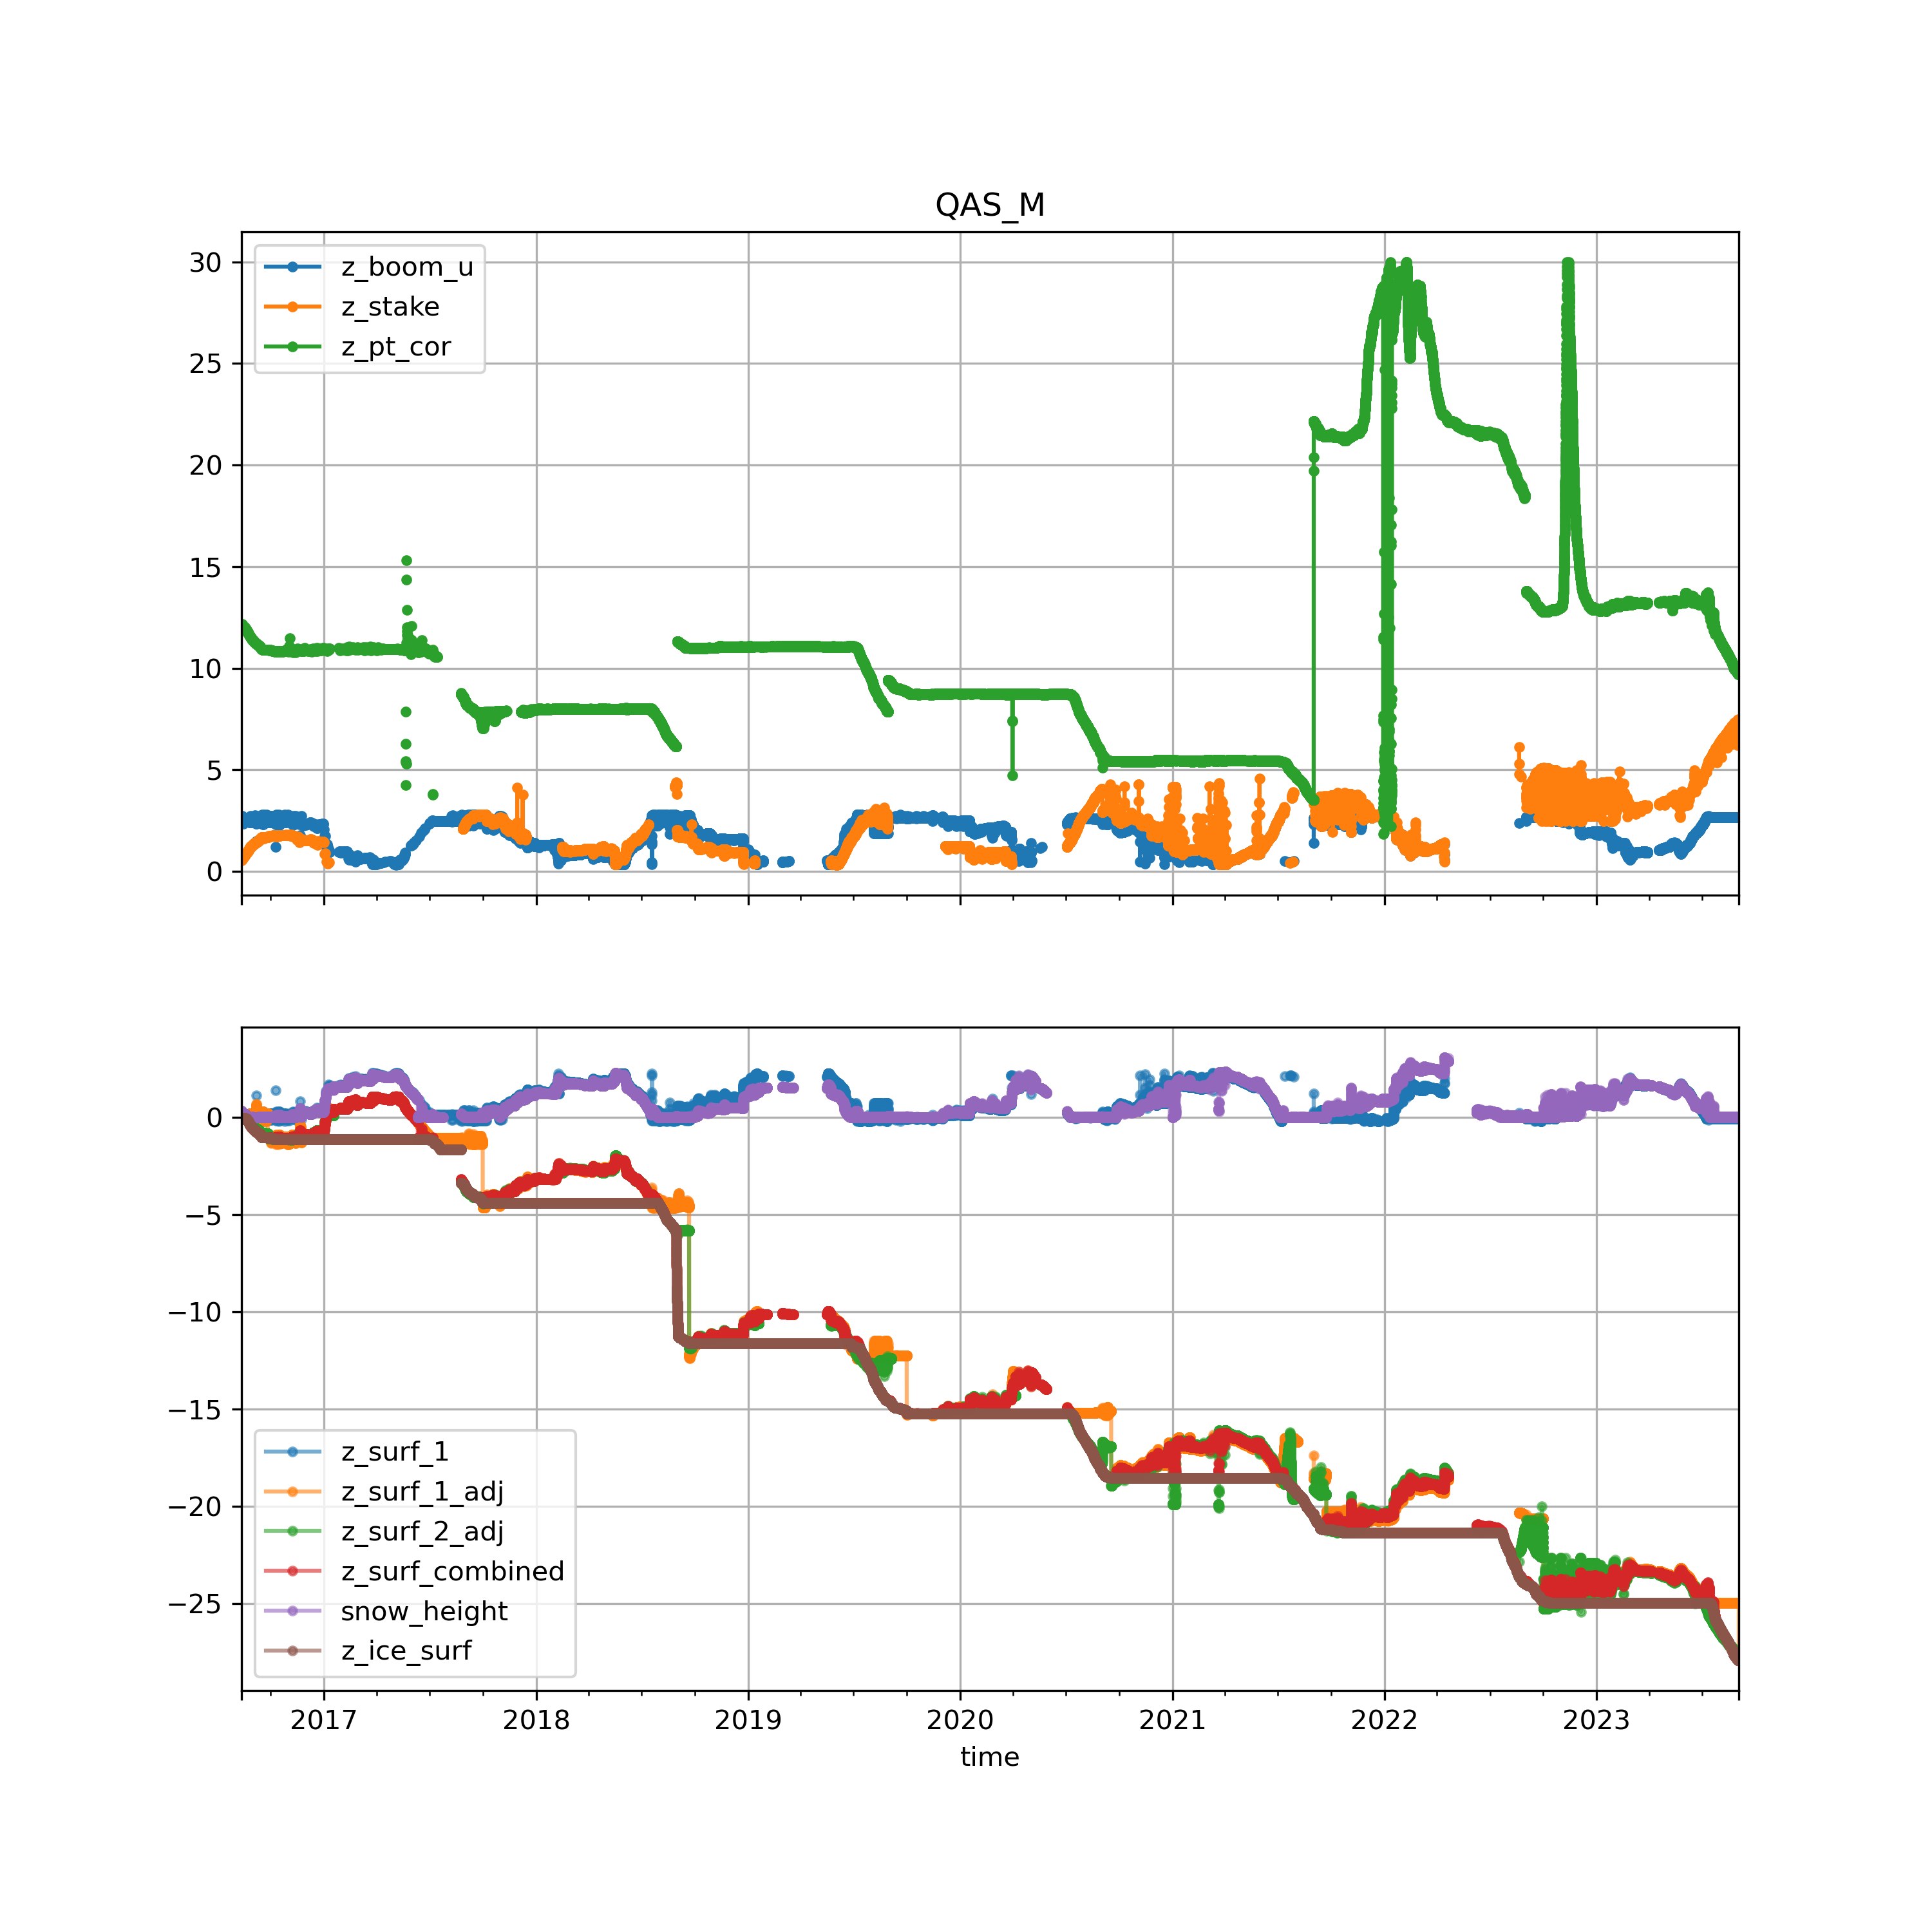 QAS_M
30
25
20
15
10
5
0
z_boom_u
z_stake
z_pt_cor
0
−5
−10
−15
−20
−25
z_surf_1
z_surf_1_adj
z_surf_2_adj
z_surf_combined
snow_height
z_ice_surf
2017 2018 2019 2020 2021 2022 2023
time